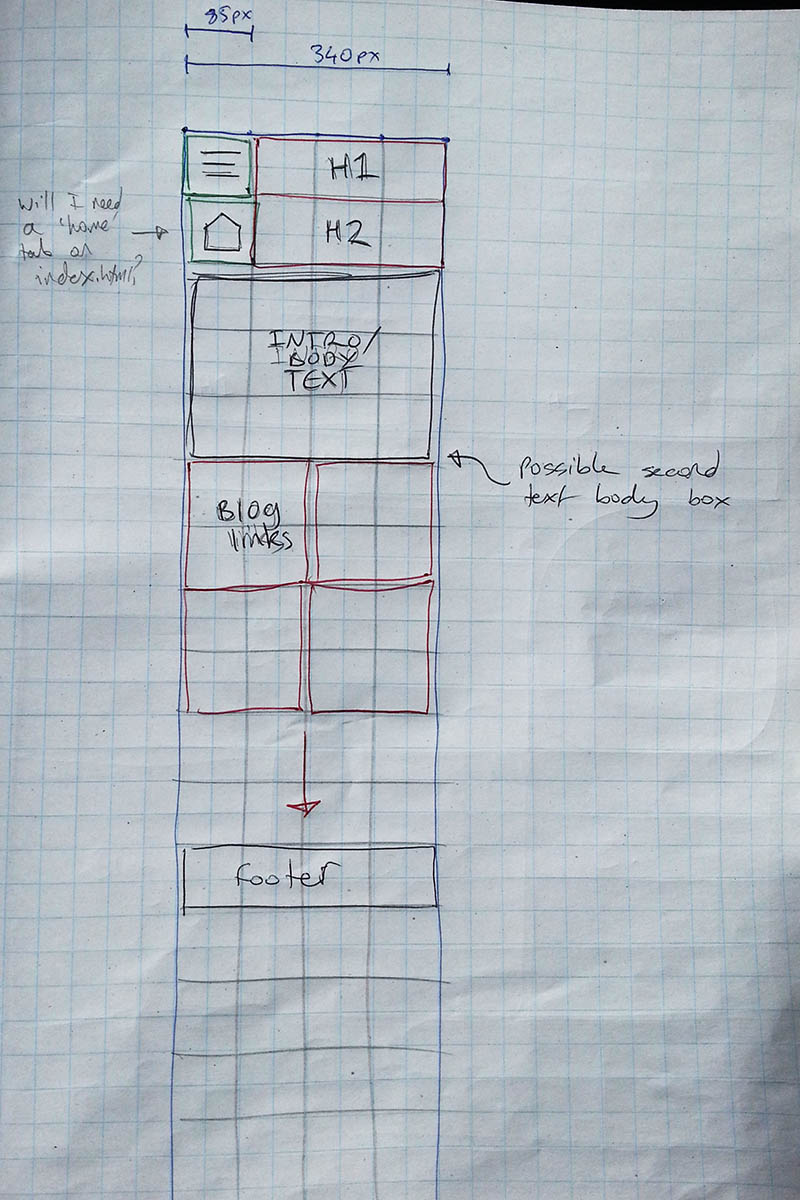 85px
340px
H1
H2
will I need
a 'home'
tab on
index.html?
INTRO/
BODY
TEXT
possible second
text body box
Blog
links
footer